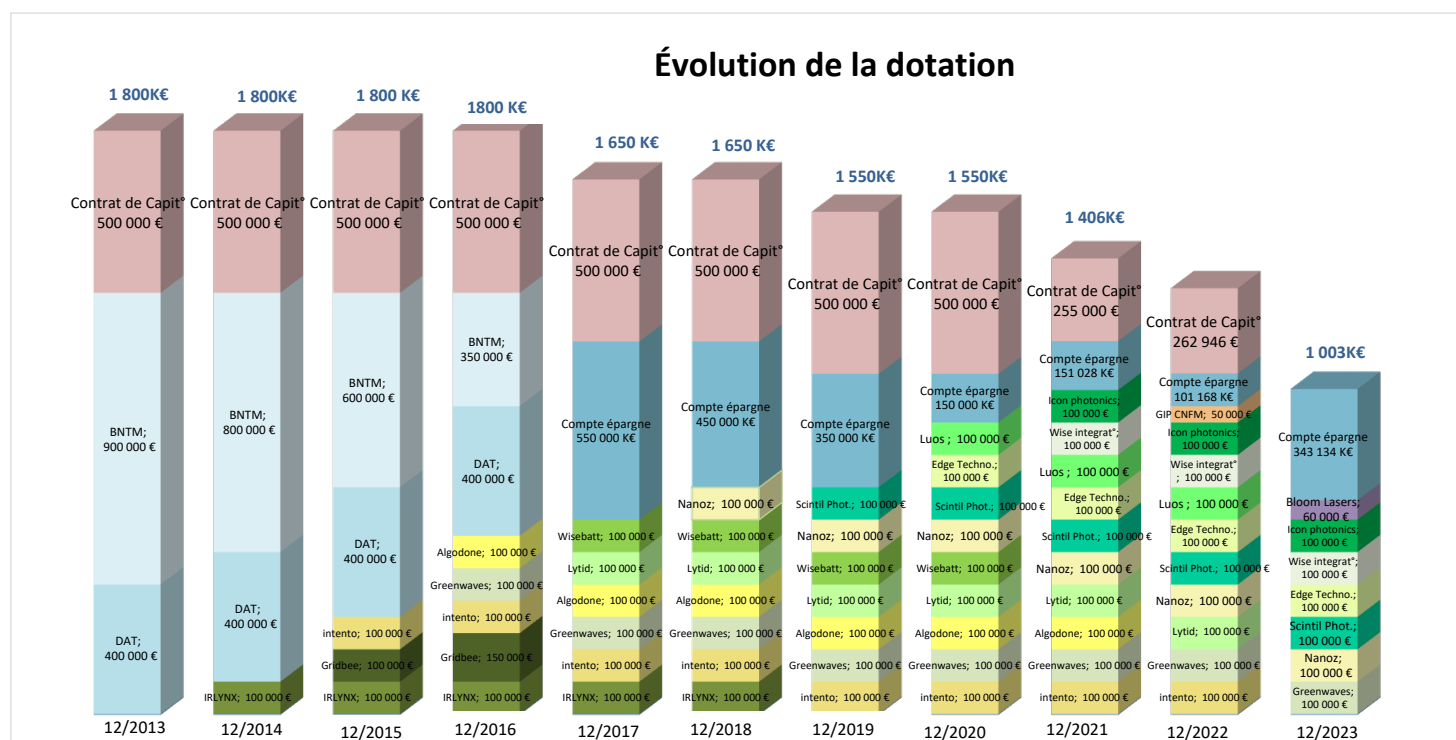 Évolution de la dotation
1 800K€
Contrat de Capit°
500 000 €
BNTM;
900 000 €
DAT;
400 000 €
12/2013
1 800K€
Contrat de Capit°
500 000 €
BNTM;
800 000 €
DAT;
400 000 €
IRLYNX; 100 000 €
12/2014
1 800 K€
Contrat de Capit°
500 000 €
BNTM;
600 000 €
DAT;
400 000 €
intento; 100 000 €
Gridbee; 100 000 €
IRLYNX; 100 000 €
12/2015
1800 K€
Contrat de Capit°
500 000 €
BNTM;
350 000 €
DAT;
400 000 €
Algodone; 100 000 €
Greenwaves; 100 000 €
intento; 100 000 €
Gridbee; 150 000 €
IRLYNX; 100 000 €
12/2016
1 650 K€
Contrat de Capit°
500 000 €
Compte épargne
550 000 K€
Wisebatt; 100 000 €
Lytid; 100 000 €
Algodone; 100 000 €
Greenwaves; 100 000 €
intento; 100 000 €
IRLYNX; 100 000 €
12/2017
1 650 K€
Contrat de Capit°
500 000 €
Compte épargne
450 000 K€
Nanoz; 100 000 €
Wisebatt; 100 000 €
Lytid; 100 000 €
Algodone; 100 000 €
Greenwaves; 100 000 €
intento; 100 000 €
IRLYNX; 100 000 €
12/2018
1 550K€
Contrat de Capit°
500 000 €
Compte épargne
350 000 K€
Scintil Phot.; 100 000 €
Nanoz; 100 000 €
Wisebatt; 100 000 €
Lytid; 100 000 €
Algodone; 100 000 €
Greenwaves; 100 000 €
intento; 100 000 €
12/2019
1 550K€
Contrat de Capit°
500 000 €
Compte épargne
150 000 K€
Luos ; 100 000 €
Edge Techno.;
100 000 €
Scintil Phot.; 100 000 €
Nanoz; 100 000 €
Wisebatt; 100 000 €
Lytid; 100 000 €
Algodone; 100 000 €
Greenwaves; 100 000 €
intento; 100 000 €
12/2020
1 406K€
Contrat de Capit°
255 000 €
Compte épargne
151 028 K€
Icon photonics;
100 000 €
Wise integrat°;
100 000 €
Luos ; 100 000 €
Edge Techno.;
100 000 €
Scintil Phot.; 100 000 €
Nanoz; 100 000 €
Lytid; 100 000 €
Algodone; 100 000 €
Greenwaves; 100 000 €
intento; 100 000 €
12/2021
Contrat de Capit°
262 946 €
Compte épargne
101 168 K€
GIP CNFM; 50 000 €
Icon photonics;
100 000 €
Wise integrat°
; 100 000 €
Luos ; 100 000 €
Edge Techno.;
100 000 €
Scintil Phot.; 100 000 €
Nanoz; 100 000 €
Lytid; 100 000 €
Greenwaves; 100 000 €
intento; 100 000 €
12/2022
1 003K€
Compte épargne
343 134 K€
Bloom Lasers;
60 000 €
Icon photonics;
100 000 €
Wise integrat°;
100 000 €
Edge Techno.;
100 000 €
Scintil Phot.;
100 000 €
Nanoz;
100 000 €
Greenwaves;
100 000 €
12/2023